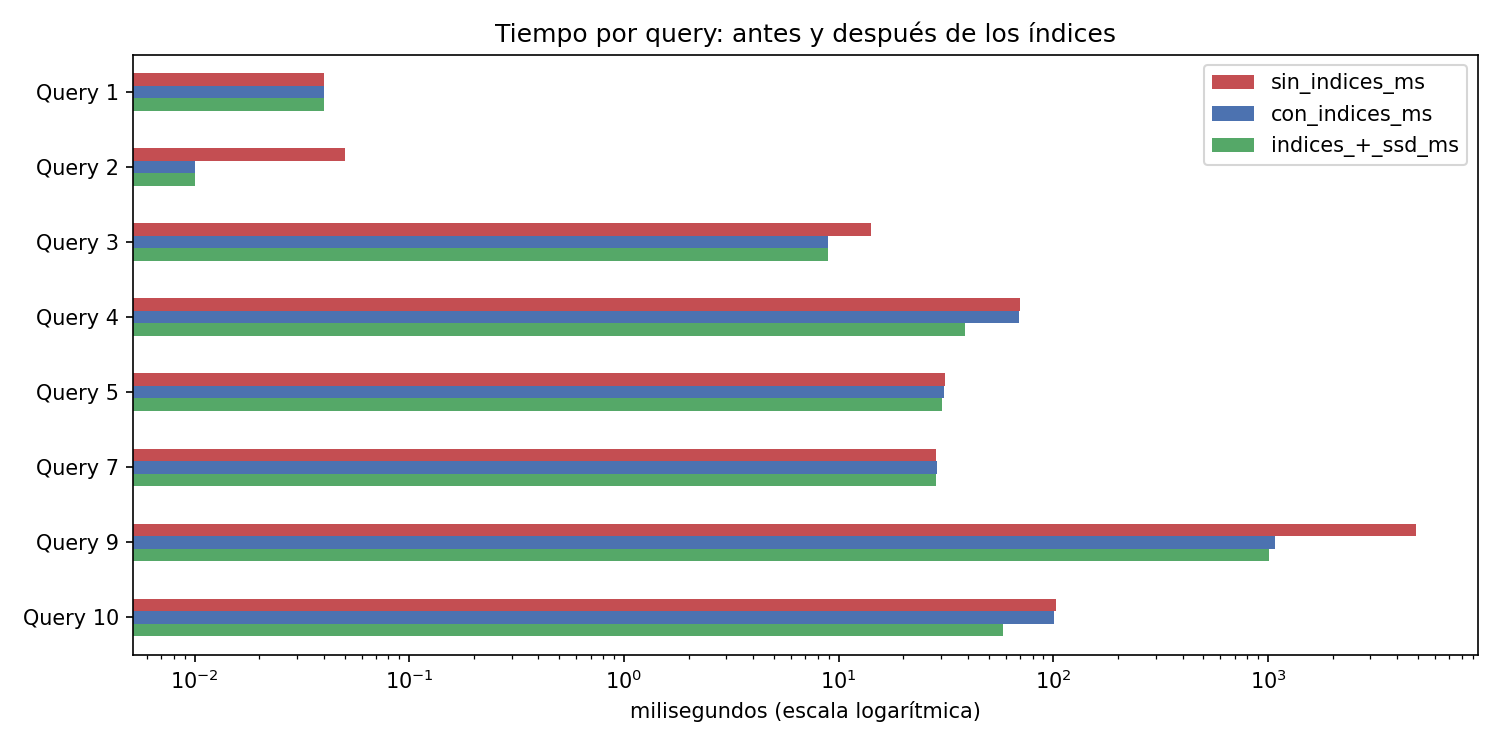 Tiempo por query: antes y después de los índices
sin_indices_ms
con_indices_ms
indices_+_ssd_ms
Query 1
Query 2
Query 3
Query 4
Query 5
Query 7
Query 9
Query 10
10⁻² 10⁻¹ 10⁰ 10¹ 10² 10³
milisegundos (escala logarítmica)